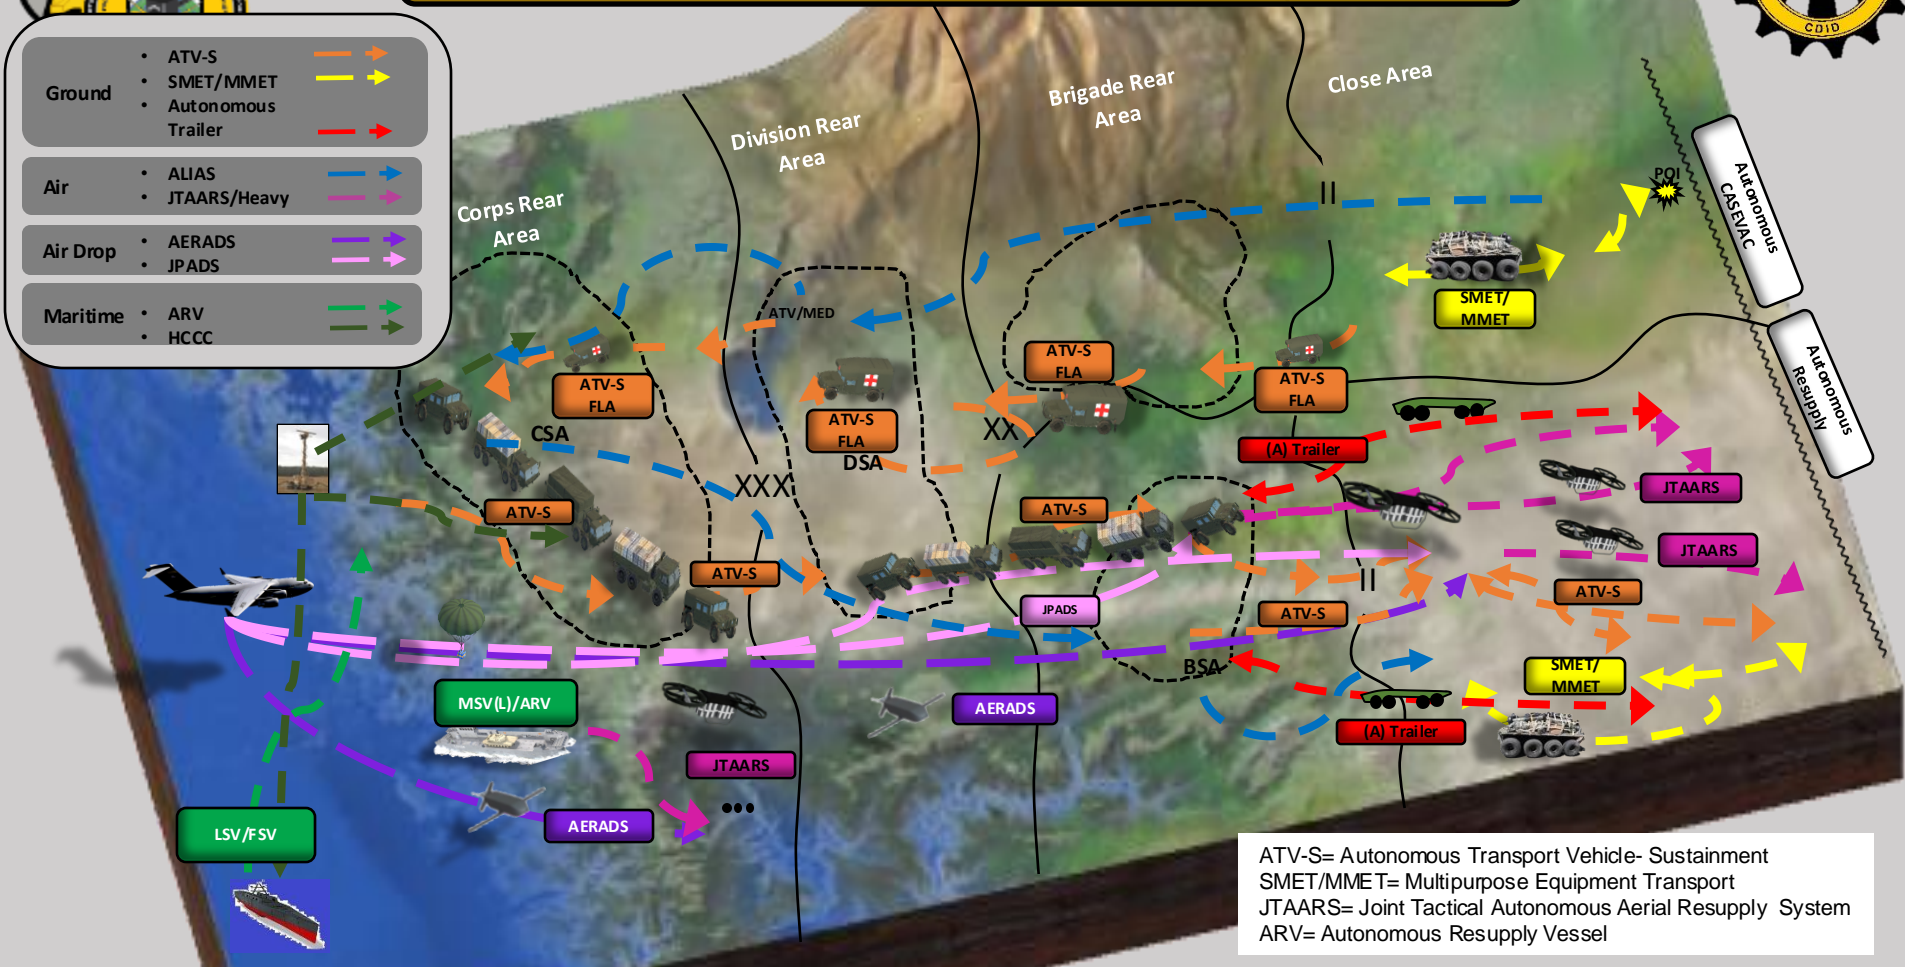 CDID
Ground
• ATV-S
• SMET/MMET
• Autonomous
Trailer
Air
• ALIAS
• JTAARS/Heavy
Air Drop
• AERADS
• JPADS
Maritime
• ARV
• HCCC
Corps Rear
Area
Division Rear
Area
Brigade Rear
Area
Close Area
II
POI
Autonomous
CASEVAC
SMET/
MMET
Autonomous
Resupply
ATV/MED
ATV-S
FLA
ATV-S
FLA
ATV-S
FLA
ATV-S
FLA
CSA
DSA
XX
(A) Trailer
XXX
JTAARS
ATV-S
ATV-S
JTAARS
ATV-S
II
ATV-S
JPADS
ATV-S
BSA
SMET/
MMET
MSV(L)/ARV
AERADS
(A) Trailer
JTAARS
•••
AERADS
LSV/FSV
ATV-S= Autonomous Transport Vehicle- Sustainment
SMET/MMET= Multipurpose Equipment Transport
JTAARS= Joint Tactical Autonomous Aerial Resupply System
ARV= Autonomous Resupply Vessel